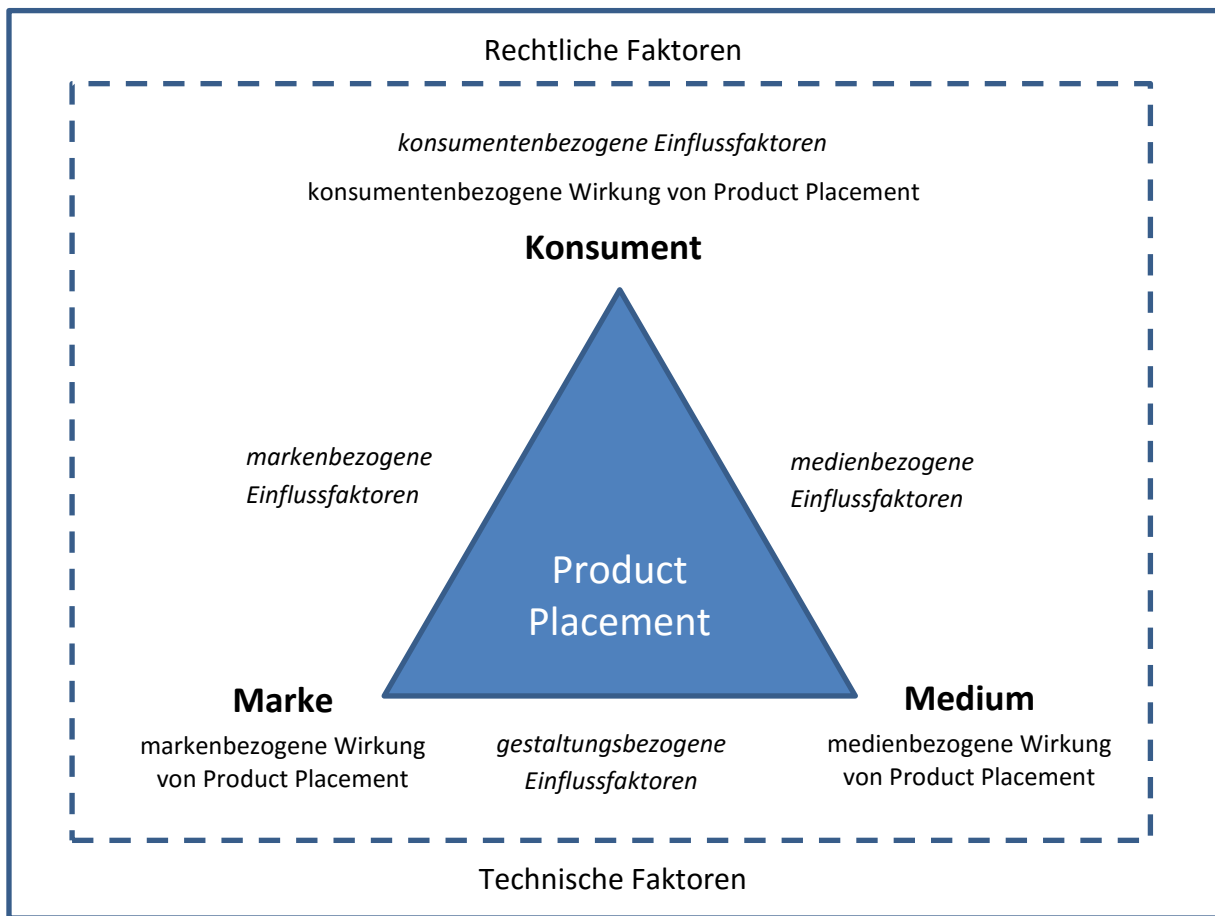 Rechtliche Faktoren
konsumentenbezogene Einflussfaktoren
konsumentenbezogene Wirkung von Product Placement
Konsument
markenbezogene
Einflussfaktoren
medienbezogene
Einflussfaktoren
Product
Placement
Marke
markenbezogene Wirkung
von Product Placement
gestaltungsbezogene
Einflussfaktoren
Medium
medienbezogene Wirkung
von Product Placement
Technische Faktoren